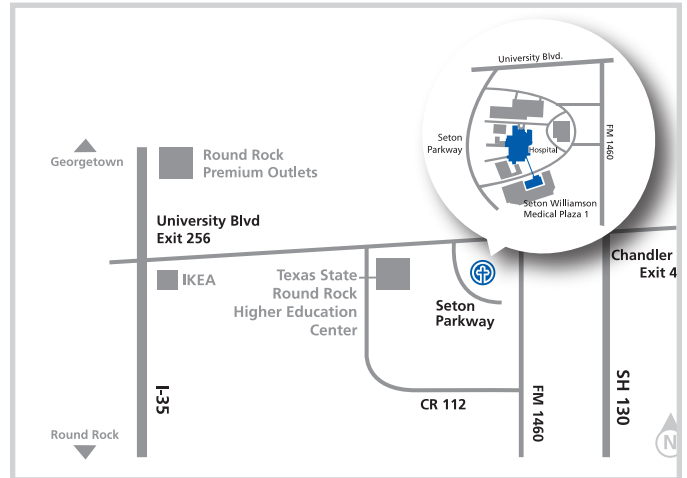 University Blvd.
Seton
Parkway
FM 1460
Hospital
Seton Williamson
Medical Plaza 1
Georgetown
Round Rock
Premium Outlets
University Blvd
Exit 256
Chandler
Exit 4
IKEA
Texas State
Round Rock
Higher Education
Center
Seton
Parkway
I-35
CR 112
FM 1460
SH 130
Round Rock
N